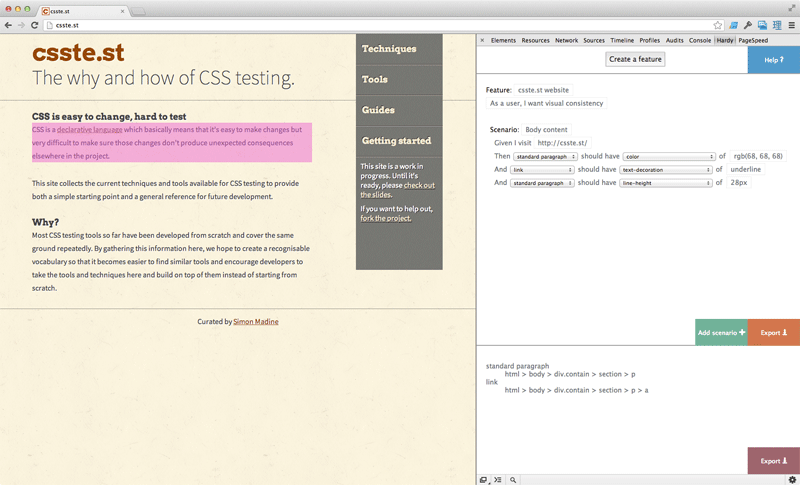 csste.st
csste.st
csste.st
The why and how of CSS testing.
CSS is easy to change, hard to test
CSS is a declarative language which basically means that it's easy to make changes but
very difficult to make sure those changes don't produce unexpected consequences
elsewhere in the project.
This site collects the current techniques and tools available for CSS testing to provide
both a simple starting point and a general reference for future development.
Why?
Most CSS testing tools so far have been developed from scratch and cover the same
ground repeatedly. By gathering this information here, we hope to create a recognisable
vocabulary so that it becomes easier to find similar tools and encourage developers to
take the tools and techniques here and build on top of them instead of starting from
scratch.
Curated by Simon Madine
Techniques
Tools
Guides
Getting started
This site is a work in
progress. Until it's
ready, please check out
the slides.
If you want to help out,
fork the project.
Elements Resources Network Sources Timeline Profiles Audits Console Hardy PageSpeed
Create a feature
Help ?
Feature: csste.st website
As a user, I want visual consistency
Scenario: Body content
Given I visit http://csste.st/
Then standard paragraph should have color of rgb(68, 68, 68)
And link should have text-decoration of underline
And standard paragraph should have line-height of 28px
Add scenario
Export
standard paragraph
html > body > div.contain > section > p
link
html > body > div.contain > section > p > a
Export